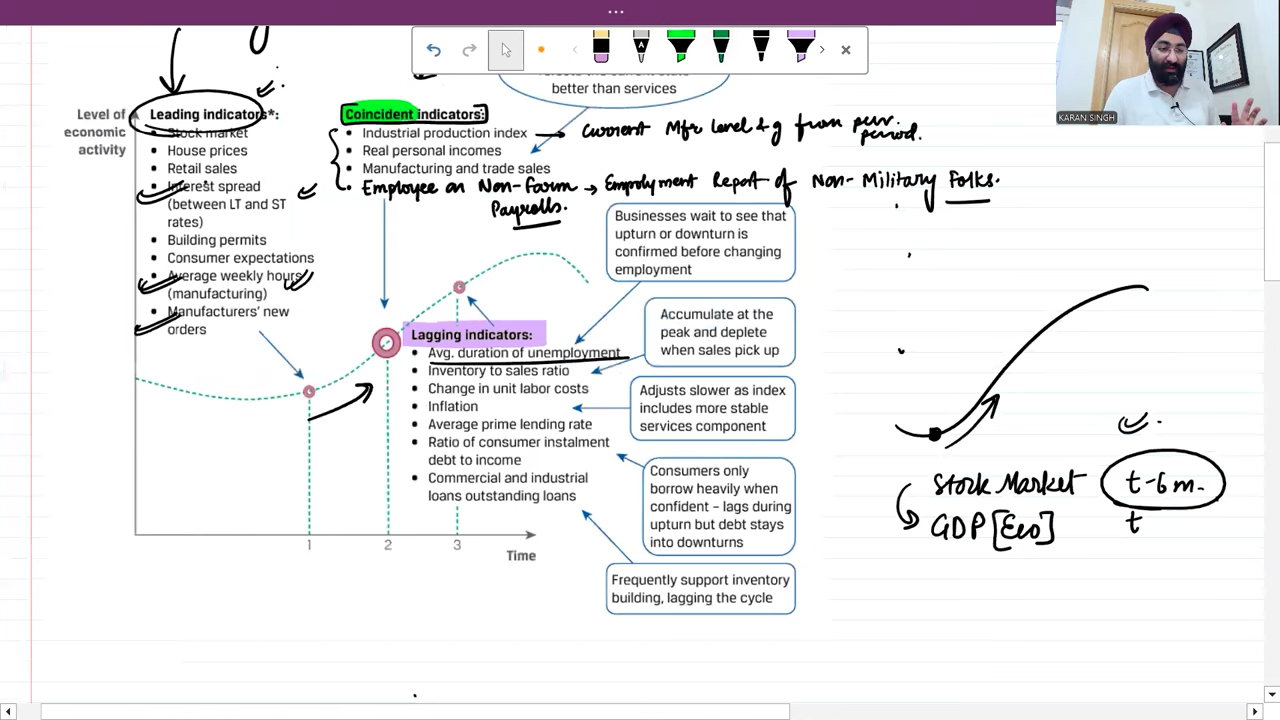 better than services
KARAN SINGH
Level of
economic
activity
Leading indicators*:
• Stock market
• House prices
• Retail sales
• Interest spread
(between LT and ST
rates)
• Building permits
• Consumer expectations
• Average weekly hours
(manufacturing)
• Manufacturers' new
orders
Coincident indicators:
• Industrial production index → Current Mfr level & g from prev.
period.
• Real personal incomes
• Manufacturing and trade sales
• Employee on Non-Farm → Employment Report of Non-Military Folks.
Payrolls.
Businesses wait to see that
upturn or downturn is
confirmed before changing
employment
Lagging indicators:
• Avg. duration of unemployment
• Inventory to sales ratio
• Change in unit labor costs
• Inflation
• Average prime lending rate
• Ratio of consumer instalment
debt to income
• Commercial and industrial
loans outstanding loans
Accumulate at the
peak and deplete
when sales pick up
Adjusts slower as index
includes more stable
services component
Consumers only
borrow heavily when
confident – lags during
upturn but debt stays
into downturns
Frequently support inventory
building, lagging the cycle
Stock Market t-6m.
GDP [Eco] t
1 2 3
Time